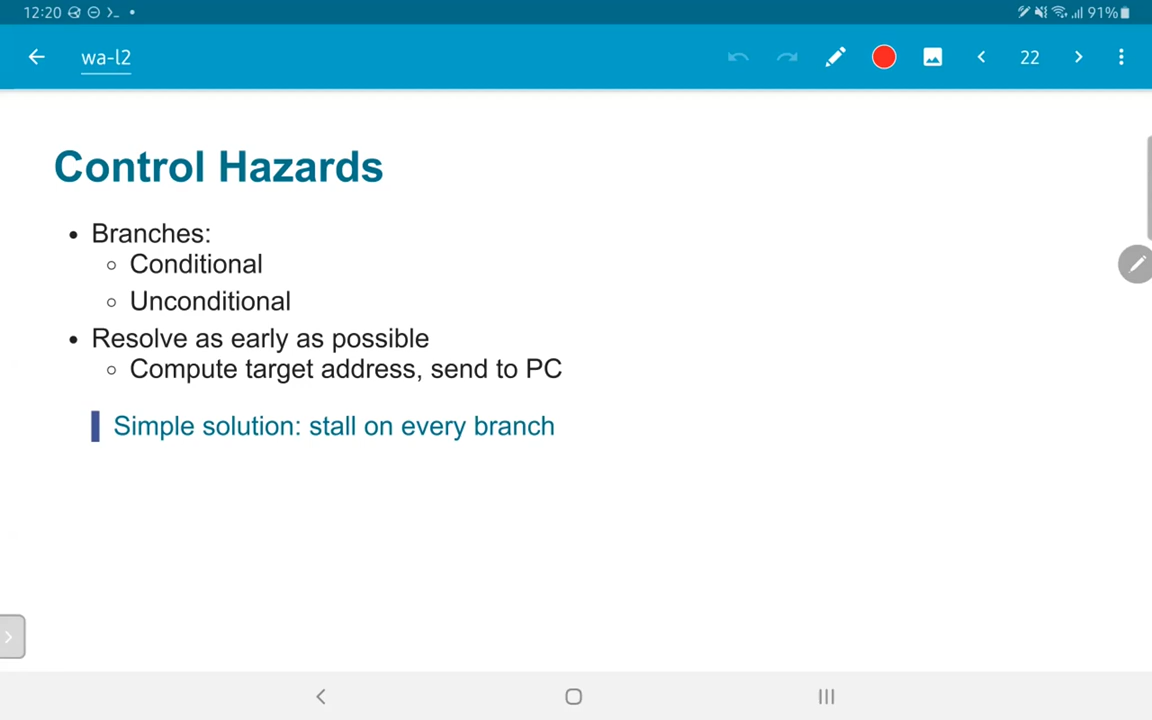 12:20 91%
wa-l2 22
Control Hazards
Branches:
Conditional
Unconditional
Resolve as early as possible
Compute target address, send to PC
Simple solution: stall on every branch